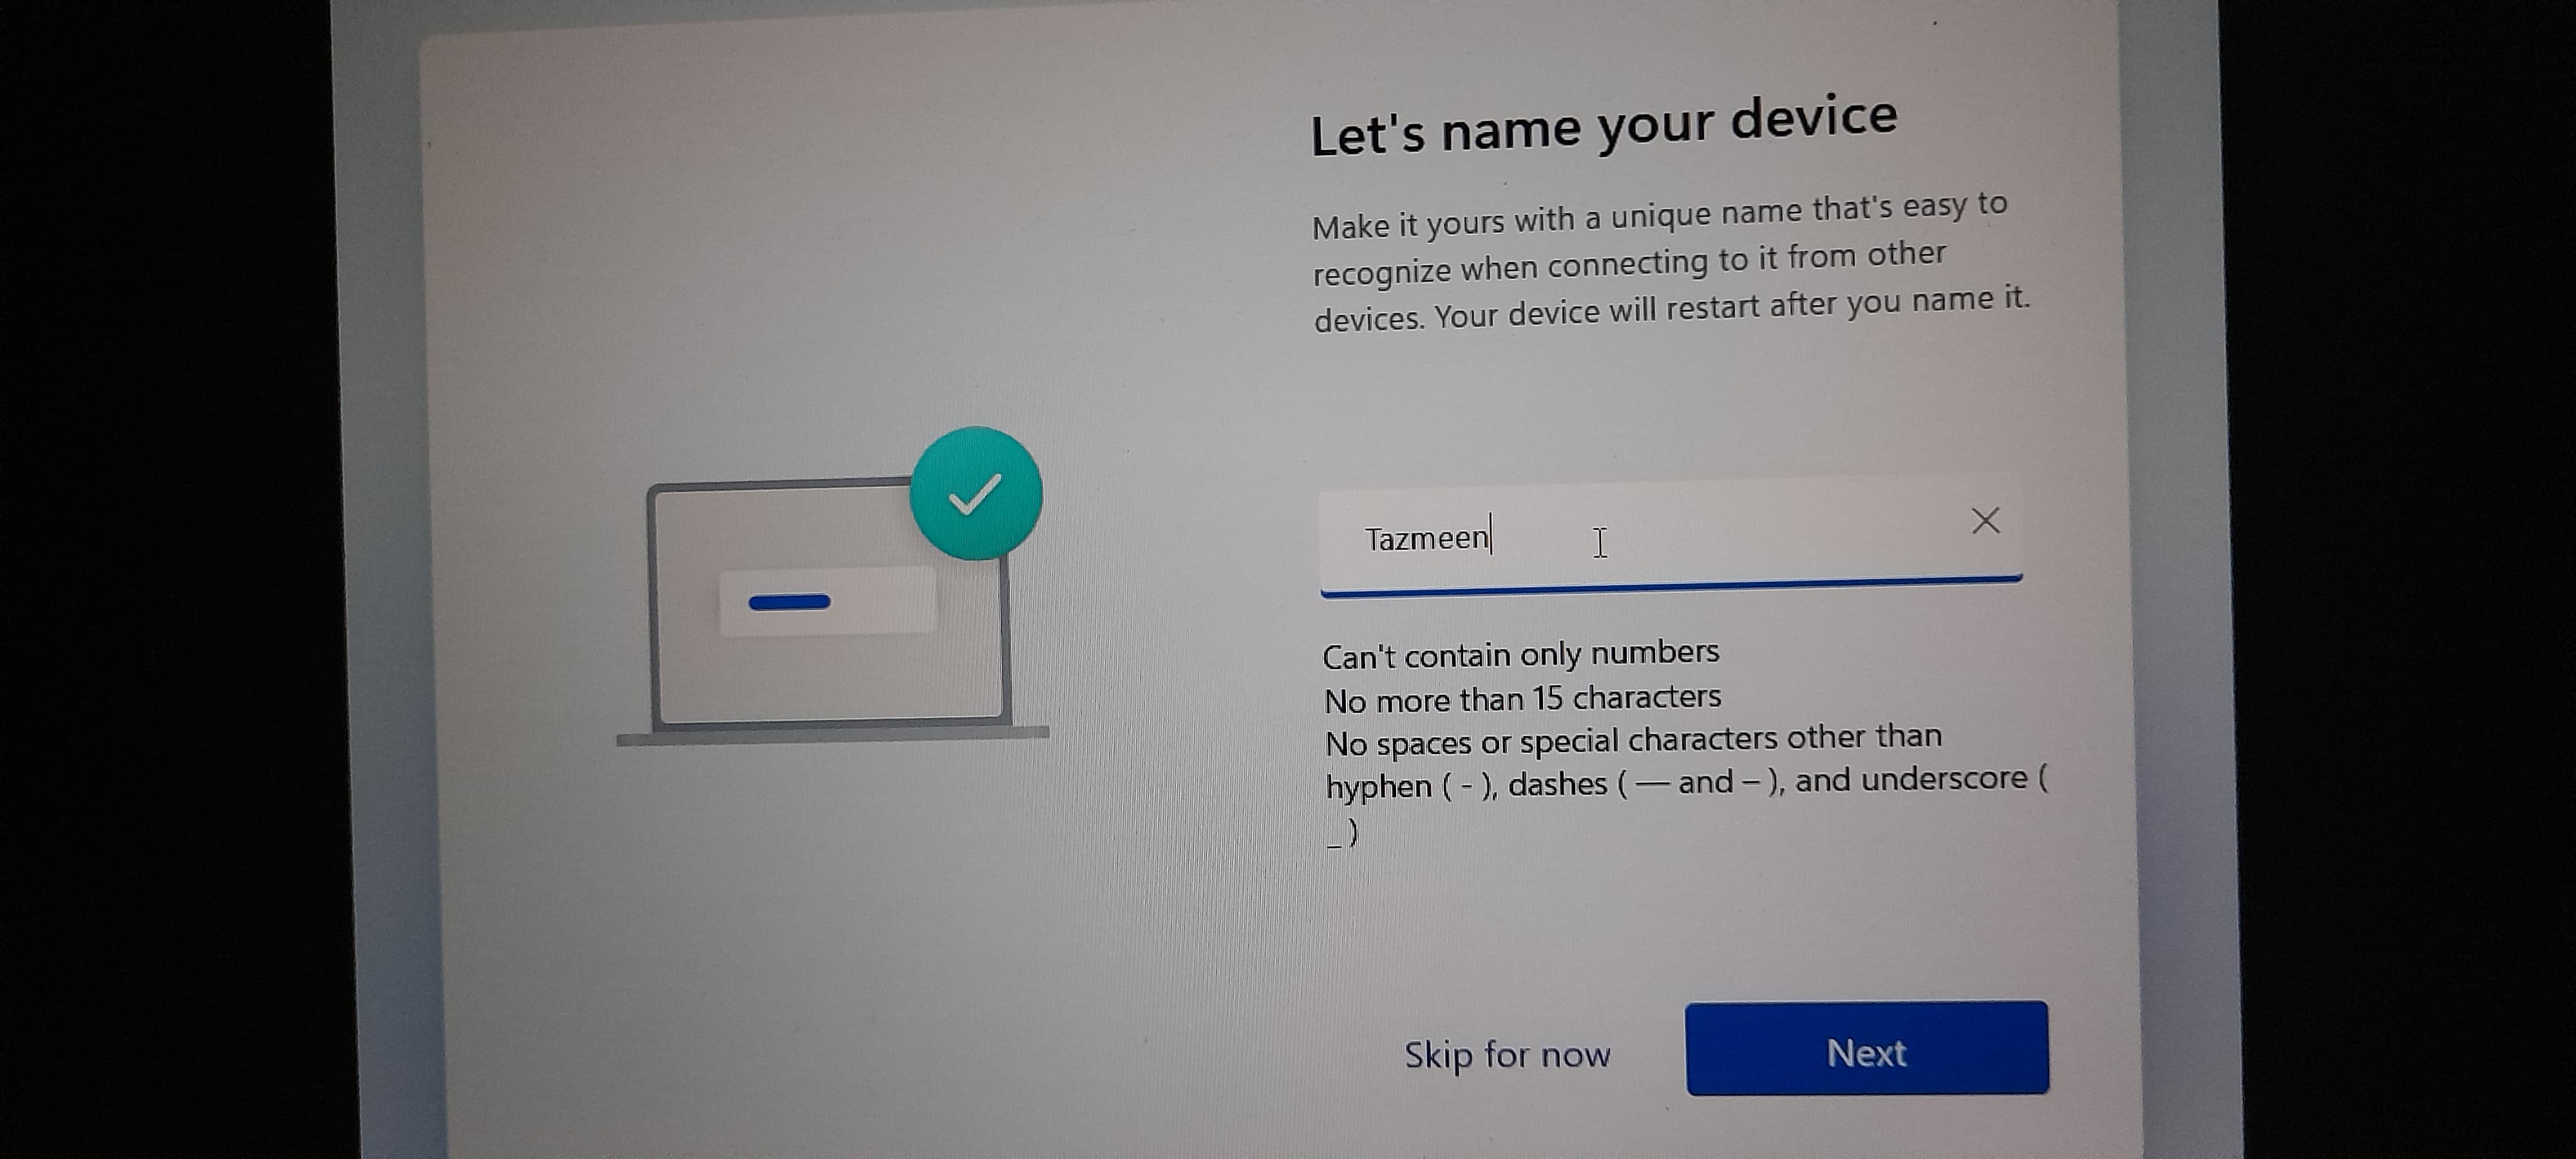 Let's name your device
Make it yours with a unique name that's easy to
recognize when connecting to it from other
devices. Your device will restart after you name it.
Tazmeen
Can't contain only numbers
No more than 15 characters
No spaces or special characters other than
hyphen ( - ), dashes ( — and – ), and underscore (
_ )
Skip for now
Next